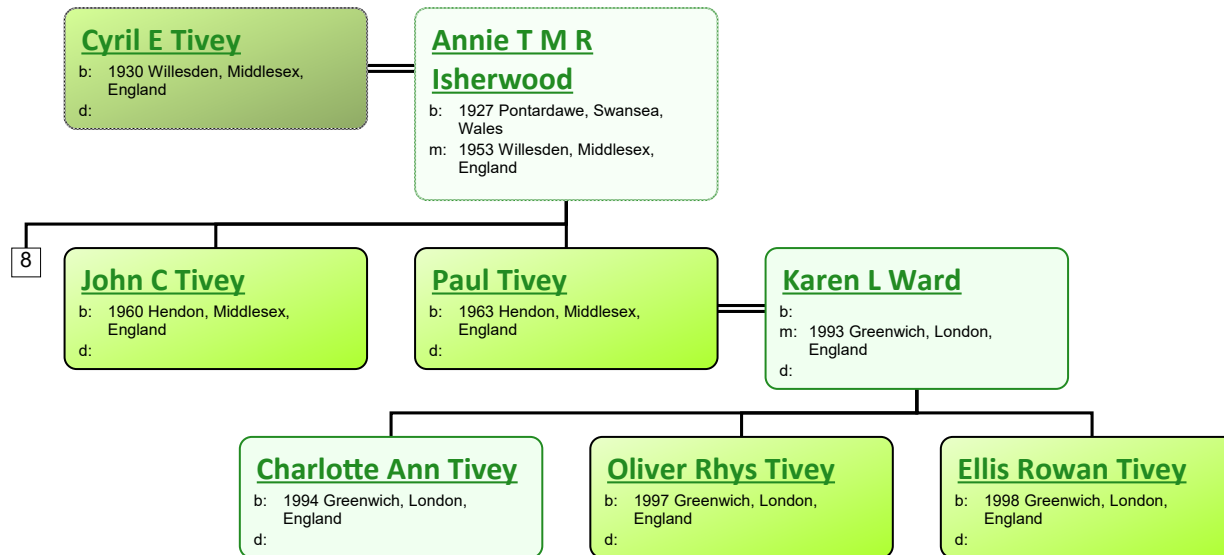 Cyril E Tivey
b: 1930 Willesden, Middlesex,
England
d:
Annie T M R
Isherwood
b: 1927 Pontardawe, Swansea,
Wales
m: 1953 Willesden, Middlesex,
England
8
John C Tivey
b: 1960 Hendon, Middlesex,
England
d:
Paul Tivey
b: 1963 Hendon, Middlesex,
England
d:
Karen L Ward
b:
m: 1993 Greenwich, London,
England
d:
Charlotte Ann Tivey
b: 1994 Greenwich, London,
England
d:
Oliver Rhys Tivey
b: 1997 Greenwich, London,
England
d:
Ellis Rowan Tivey
b: 1998 Greenwich, London,
England
d: